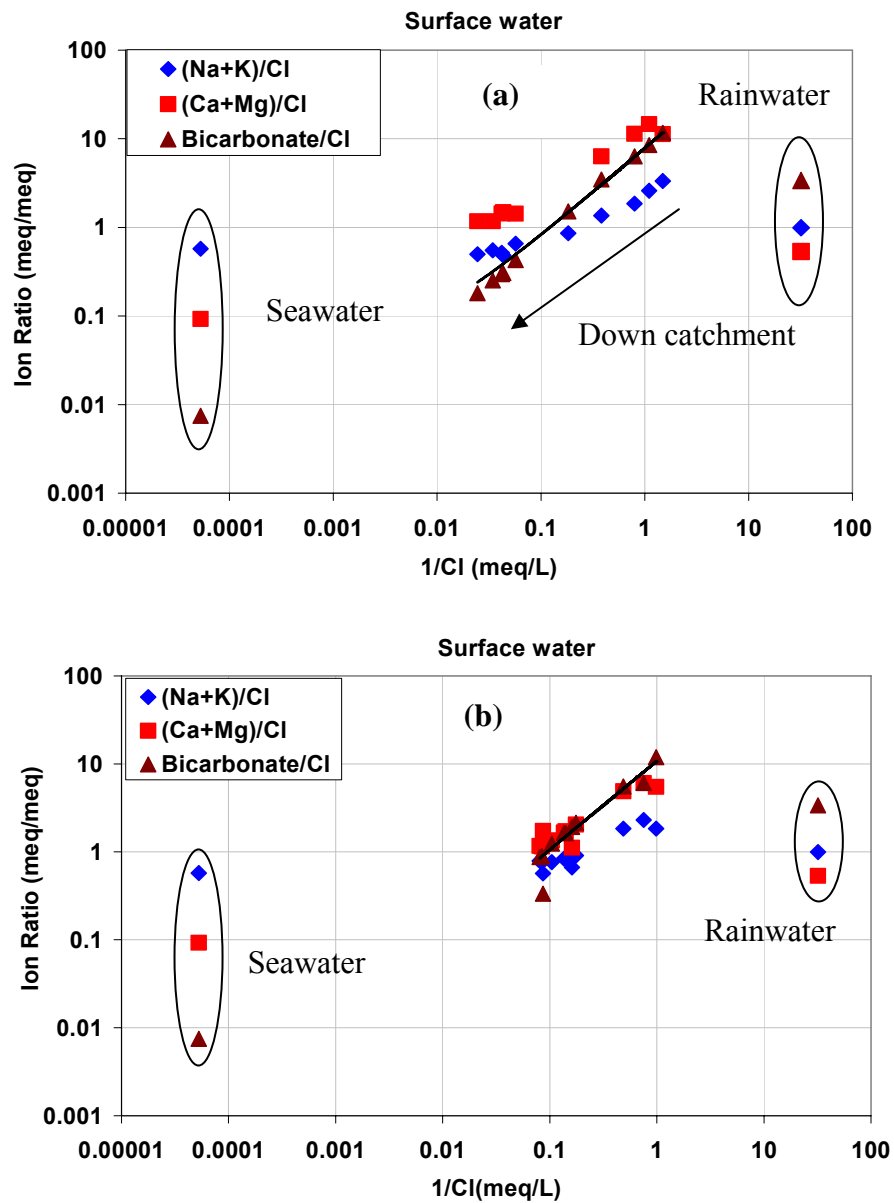 Surface water
(Na+K)/Cl
(Ca+Mg)/Cl
Bicarbonate/Cl
(a)
Rainwater
Seawater
Down catchment
Ion Ratio (meq/meq)
100
10
1
0.1
0.01
0.001
0.00001 0.0001 0.001 0.01 0.1 1 10 100
1/Cl (meq/L)
Surface water
(Na+K)/Cl
(Ca+Mg)/Cl
Bicarbonate/Cl
(b)
Rainwater
Seawater
Ion Ratio (meq/meq)
100
10
1
0.1
0.01
0.001
0.00001 0.0001 0.001 0.01 0.1 1 10 100
1/Cl(meq/L)